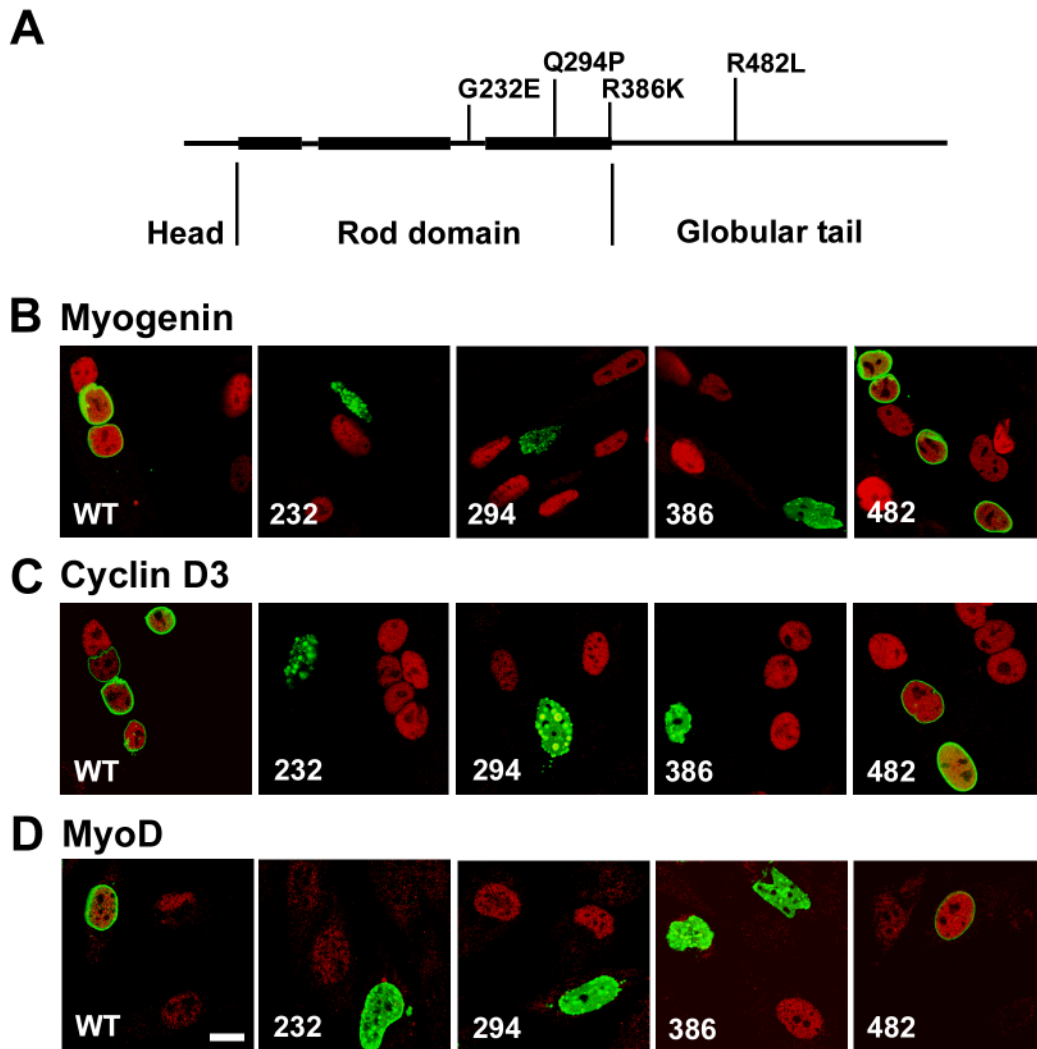 A
Q294P
G232E
R386K
R482L
Head
Rod domain
Globular tail
B Myogenin
WT 232 294 386 482
C Cyclin D3
WT 232 294 386 482
D MyoD
WT 232 294 386 482